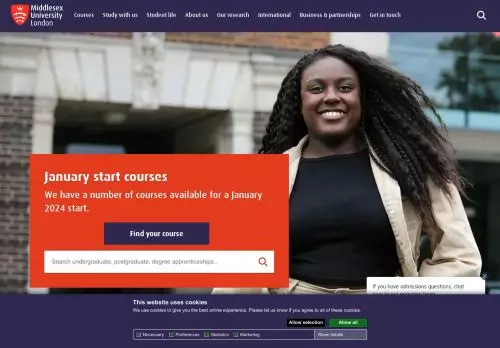 Middlesex
University
London
Courses Study with us Student life About us Our research International Business & partnerships Get in touch
January start courses
We have a number of courses available for a January
2024 start.
Find your course
Search undergraduate, postgraduate, degree apprenticeships...
If you have admissions questions, chat
This website uses cookies
We use cookies to give you the best online experience. Please let us know if you agree to all of these cookies.
Allow selection Allow all
Necessary Preferences Statistics Marketing Show details